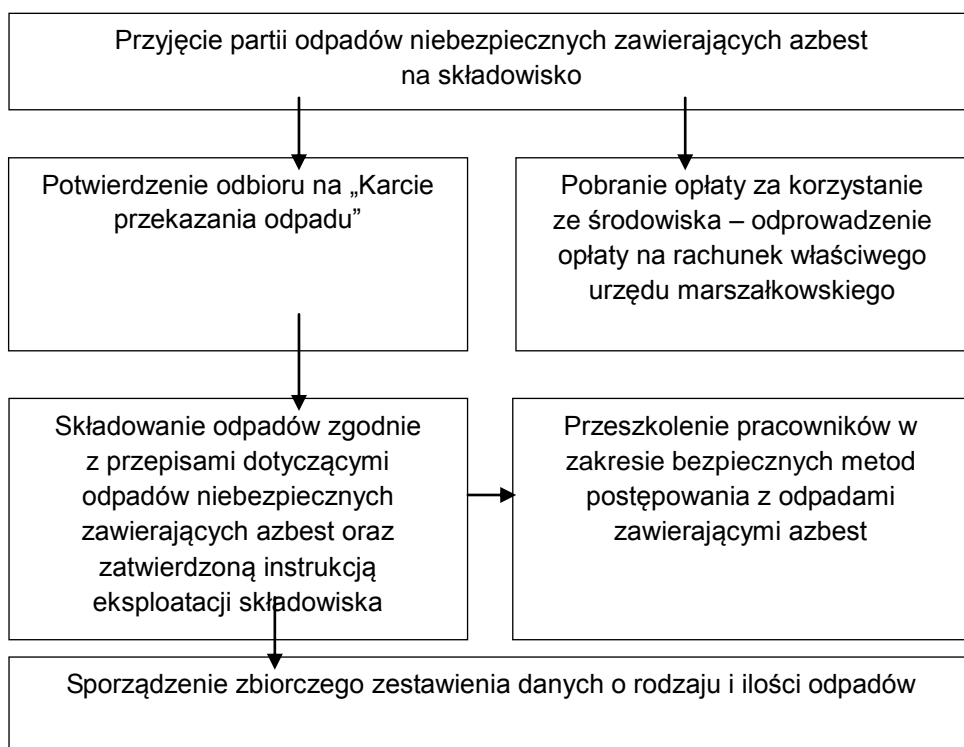 Przyjęcie partii odpadów niebezpiecznych zawierających azbest
na składowisko
Potwierdzenie odbioru na „Karcie
przekazania odpadu”
Pobranie opłaty za korzystanie
ze środowiska – odprowadzenie
opłaty na rachunek właściwego
urzędu marszałkowskiego
Składowanie odpadów zgodnie
z przepisami dotyczącymi
odpadów niebezpiecznych
zawierających azbest oraz
zatwierdzoną instrukcją
eksploatacji składowiska
Przeszkolenie pracowników w
zakresie bezpiecznych metod
postępowania z odpadami
zawierającymi azbest
Sporządzenie zbiorczego zestawienia danych o rodzaju i ilości odpadów